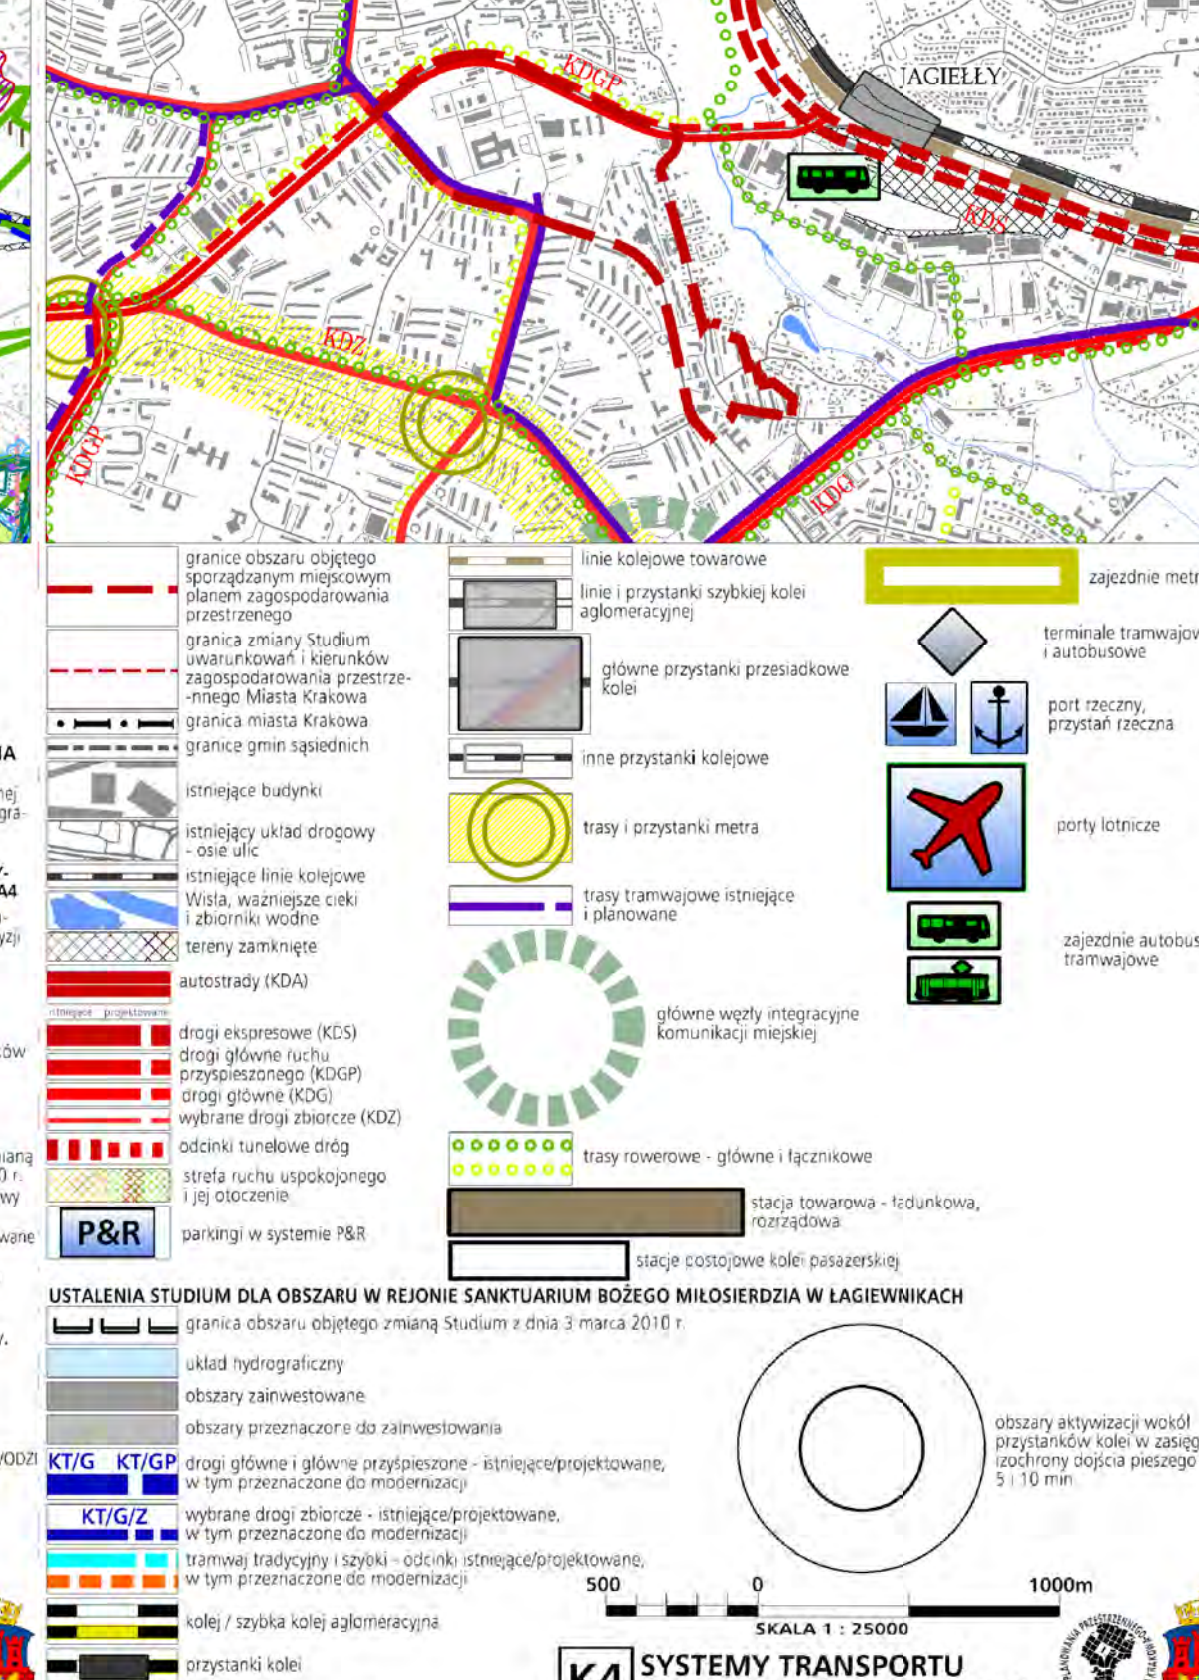 KDGP
JAGIEŁŁY
KDS
KDZ
KDGP
KDG
granice obszaru objętego
sporządzanym miejscowym
planem zagospodarowania
przestrzenego
granica zmiany Studium
uwarunkowań i kierunków
zagospodarowania przestrze-
-nnego Miasta Krakowa
granica miasta Krakowa
granice gmin sąsiednich
istniejące budynki
istniejący układ drogowy
- osie ulic
istniejące linie kolejowe
Wisła, ważniejsze cieki
i zbiorniki wodne
tereny zamknięte
autostrady (KDA)
istniejące projektowane
drogi ekspresowe (KDS)
drogi główne ruchu
przyspieszonego (KDGP)
drogi główne (KDG)
wybrane drogi zbiorcze (KDZ)
odcinki tunelowe dróg
strefa ruchu uspokojonego
i jej otoczenie
P&R
parkingi w systemie P&R
linie kolejowe towarowe
linie i przystanki szybkiej kolei
aglomeracyjnej
główne przystanki przesiadkowe
kolei
inne przystanki kolejowe
trasy i przystanki metra
trasy tramwajowe istniejące
i planowane
główne węzły integracyjne
komunikacji miejskiej
trasy rowerowe - główne i łącznikowe
stacja towarowa - ładunkowa,
rozrządowa
stacje postojowe kolei pasażerskiej
zajezdnie metr
terminale tramwajow
i autobusowe
port rzeczny,
przystań rzeczna
porty lotnicze
zajezdnie autobus
tramwajowe
USTALENIA STUDIUM DLA OBSZARU W REJONIE SANKTUARIUM BOŻEGO MIŁOSIERDZIA W ŁAGIEWNIKACH
granica obszaru objętego zmianą Studium z dnia 3 marca 2010 r.
układ hydrograficzny
obszary zainwestowane
obszary przeznaczone do zainwestowania
KT/G KT/GP
drogi główne i główne przyśpieszone - istniejące/projektowane,
w tym przeznaczone do modernizacji
KT/G/Z
wybrane drogi zbiorcze - istniejące/projektowane,
w tym przeznaczone do modernizacji
tramwaj tradycyjny i szybki - odcinki istniejące/projektowane,
w tym przeznaczone do modernizacji
kolej / szybka kolej aglomeracyjna
przystanki kolei
obszary aktywizacji wokół
przystanków kolei w zasięg
izochrony dojścia pieszego
5 i 10 min
500 0 1000m
SKALA 1 : 25000
K4 SYSTEMY TRANSPORTU